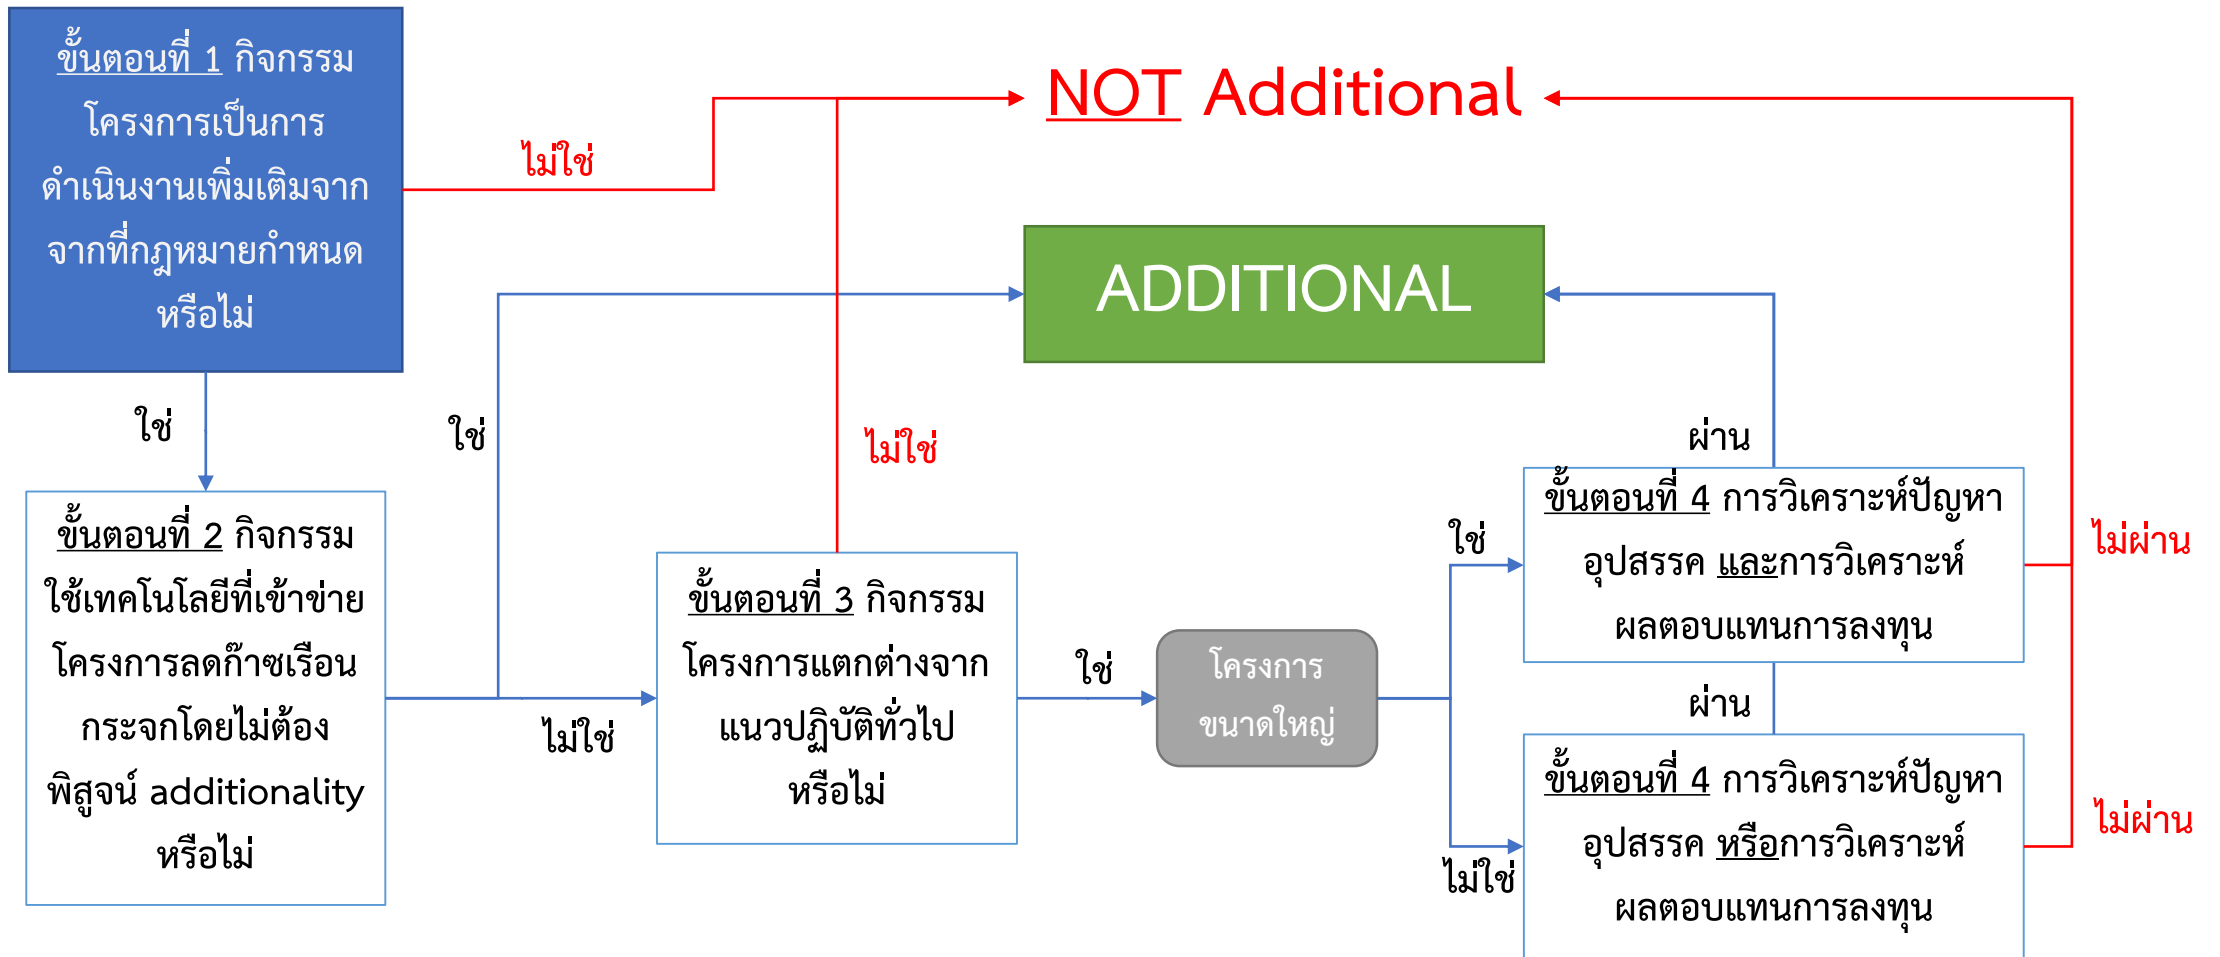 ขั้นตอนที่ 1 กิจกรรม
โครงการเป็นการ
ดำเนินงานเพิ่มเติมจาก
จากที่กฎหมายกำหนด
หรือไม่
ไม่ใช่
NOT Additional
ADDITIONAL
ใช่
ใช่
ไม่ใช่
ผ่าน
ขั้นตอนที่ 2 กิจกรรม
ใช้เทคโนโลยีที่เข้าข่าย
โครงการลดก๊าซเรือน
กระจกโดยไม่ต้อง
พิสูจน์ additionality
หรือไม่
ไม่ใช่
ขั้นตอนที่ 3 กิจกรรม
โครงการแตกต่างจาก
แนวปฏิบัติทั่วไป
หรือไม่
ใช่
โครงการ
ขนาดใหญ่
ใช่
ขั้นตอนที่ 4 การวิเคราะห์ปัญหา
อุปสรรค และการวิเคราะห์
ผลตอบแทนการลงทุน
ไม่ผ่าน
ผ่าน
ไม่ใช่
ขั้นตอนที่ 4 การวิเคราะห์ปัญหา
อุปสรรค หรือการวิเคราะห์
ผลตอบแทนการลงทุน
ไม่ผ่าน